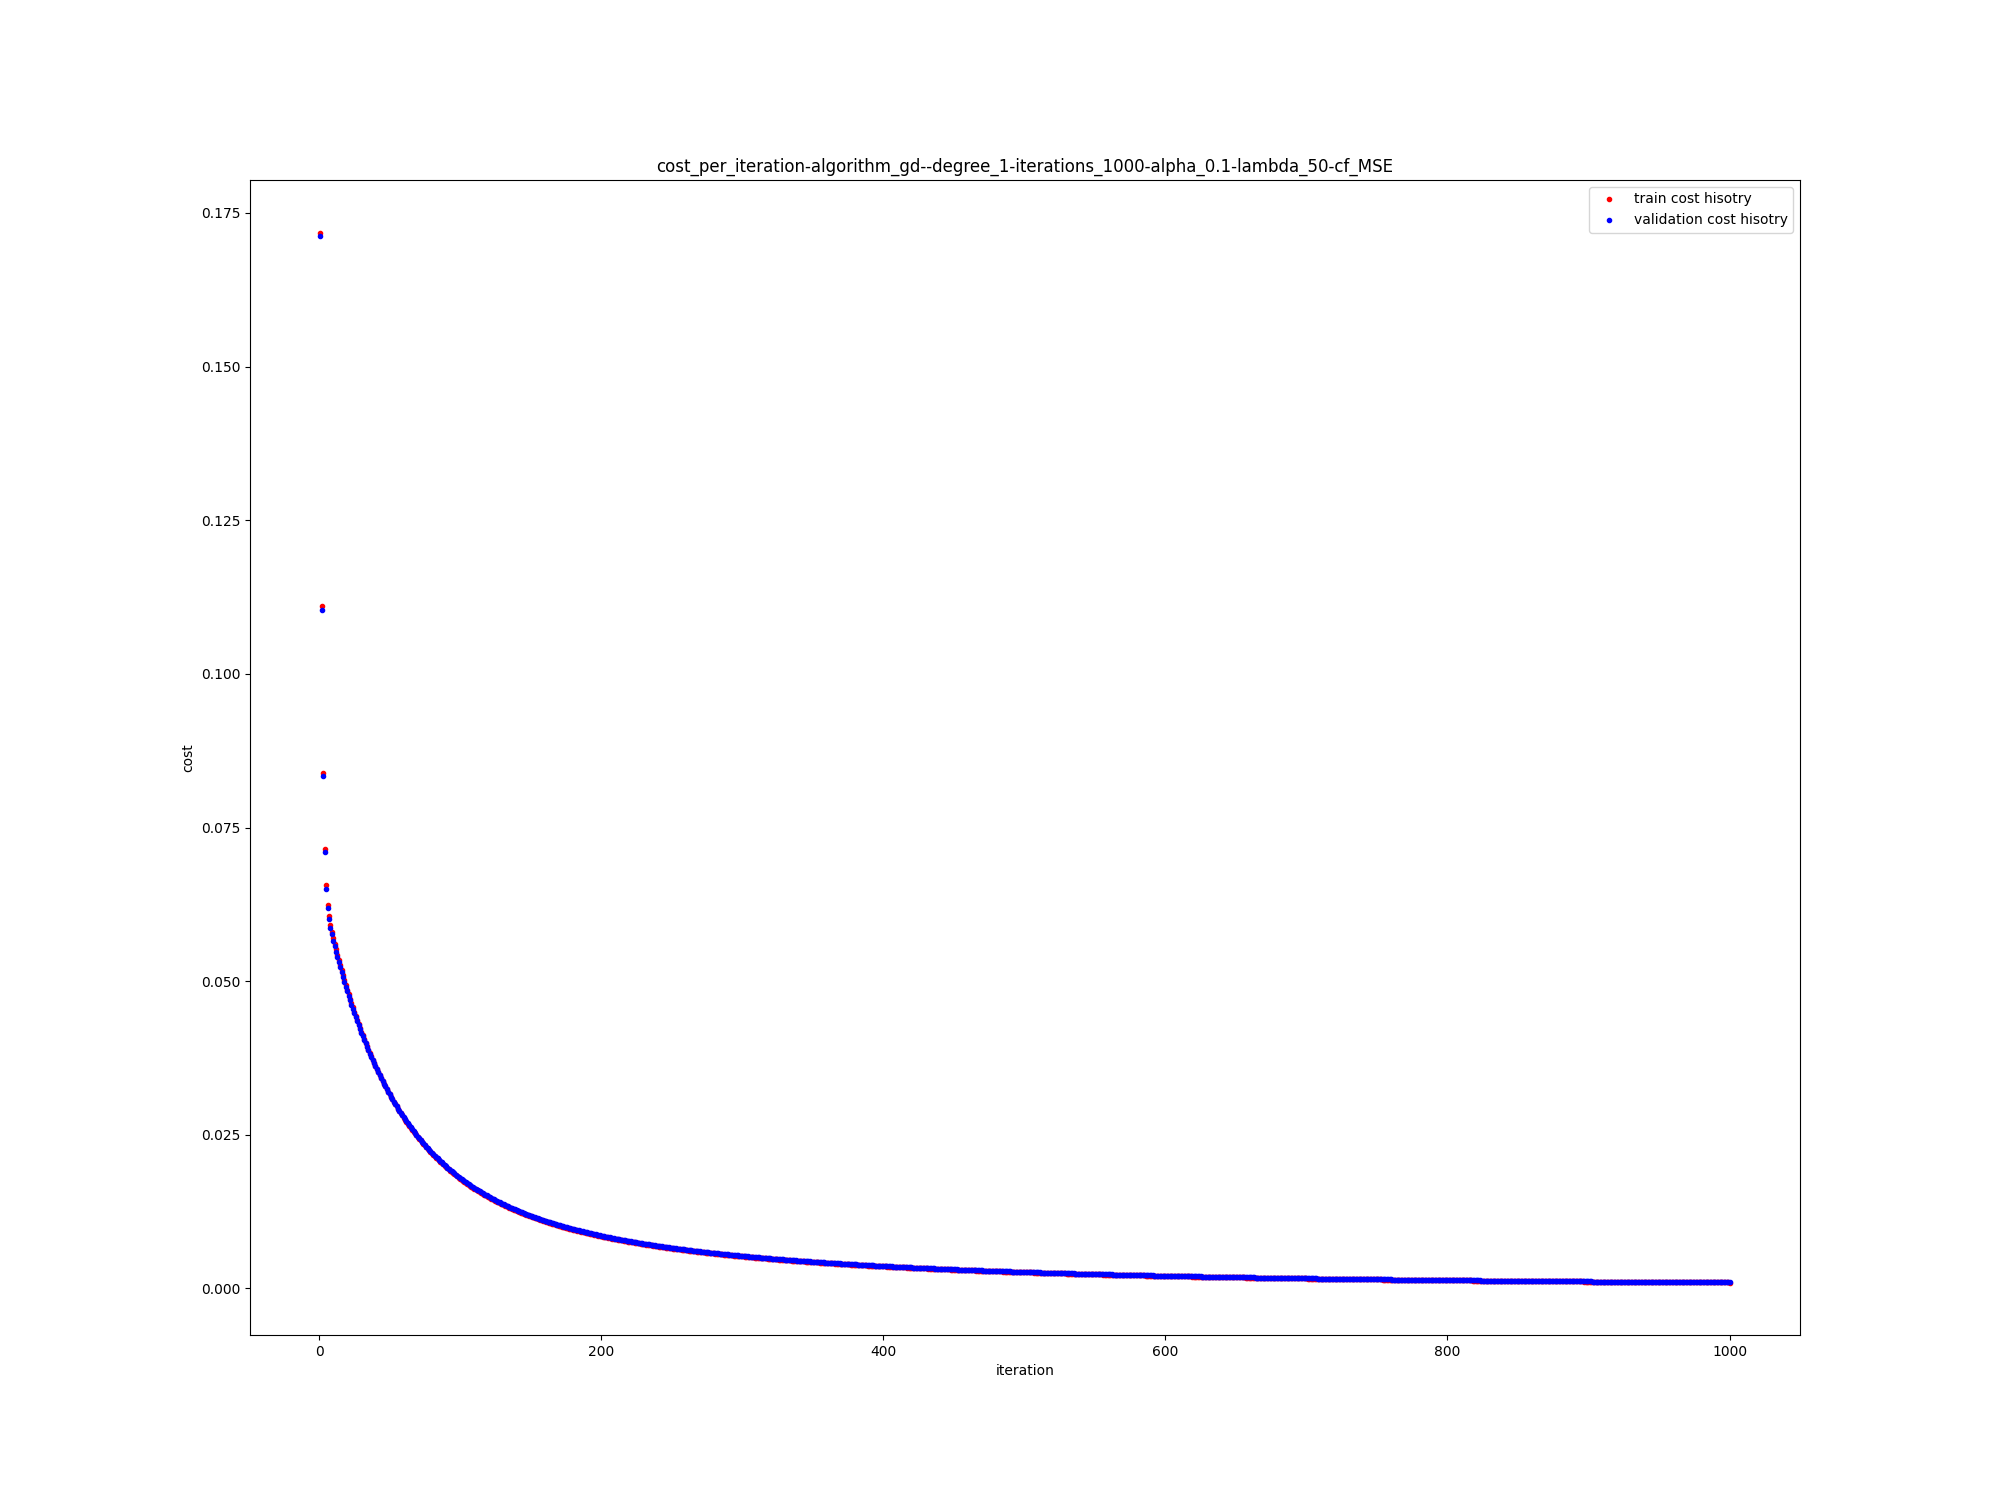 cost_per_iteration-algorithm_gd--degree_1-iterations_1000-alpha_0.1-lambda_50-cf_MSE
train cost hisotry
validation cost hisotry
0.175
0.150
0.125
0.100
0.075
0.050
0.025
0.000
cost
0 200 400 600 800 1000
iteration